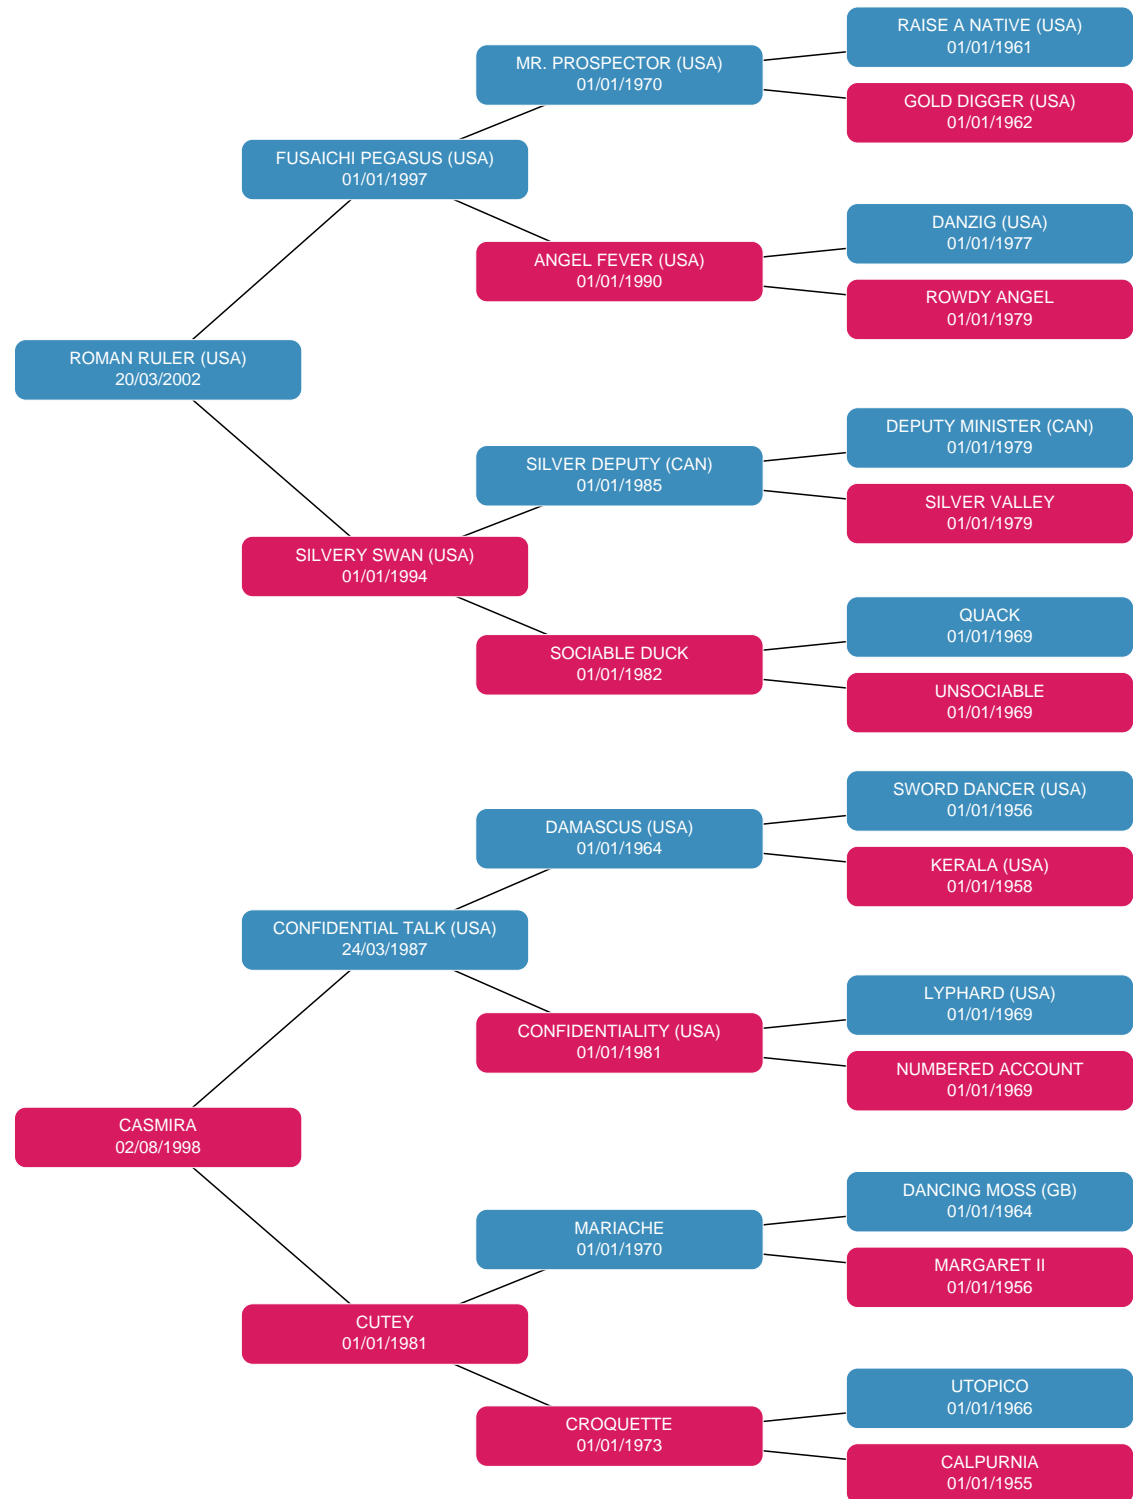 RAISE A NATIVE (USA)
01/01/1961
MR. PROSPECTOR (USA)
01/01/1970
GOLD DIGGER (USA)
01/01/1962
FUSAICHI PEGASUS (USA)
01/01/1997
DANZIG (USA)
01/01/1977
ANGEL FEVER (USA)
01/01/1990
ROWDY ANGEL
01/01/1979
ROMAN RULER (USA)
20/03/2002
DEPUTY MINISTER (CAN)
01/01/1979
SILVER DEPUTY (CAN)
01/01/1985
SILVER VALLEY
01/01/1979
SILVERY SWAN (USA)
01/01/1994
QUACK
01/01/1969
SOCIABLE DUCK
01/01/1982
UNSOCIABLE
01/01/1969
SWORD DANCER (USA)
01/01/1956
DAMASCUS (USA)
01/01/1964
KERALA (USA)
01/01/1958
CONFIDENTIAL TALK (USA)
24/03/1987
LYPHARD (USA)
01/01/1969
CONFIDENTIALITY (USA)
01/01/1981
NUMBERED ACCOUNT
01/01/1969
CASMIRA
02/08/1998
DANCING MOSS (GB)
01/01/1964
MARIACHE
01/01/1970
MARGARET II
01/01/1956
CUTEY
01/01/1981
UTOPICO
01/01/1966
CROQUETTE
01/01/1973
CALPURNIA
01/01/1955